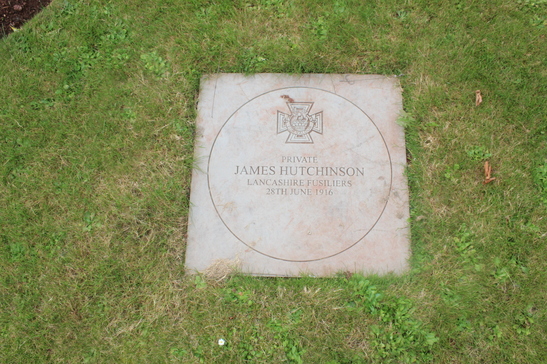 PRIVATE
JAMES HUTCHINSON
LANCASHIRE FUSILIERS
28TH JUNE 1916